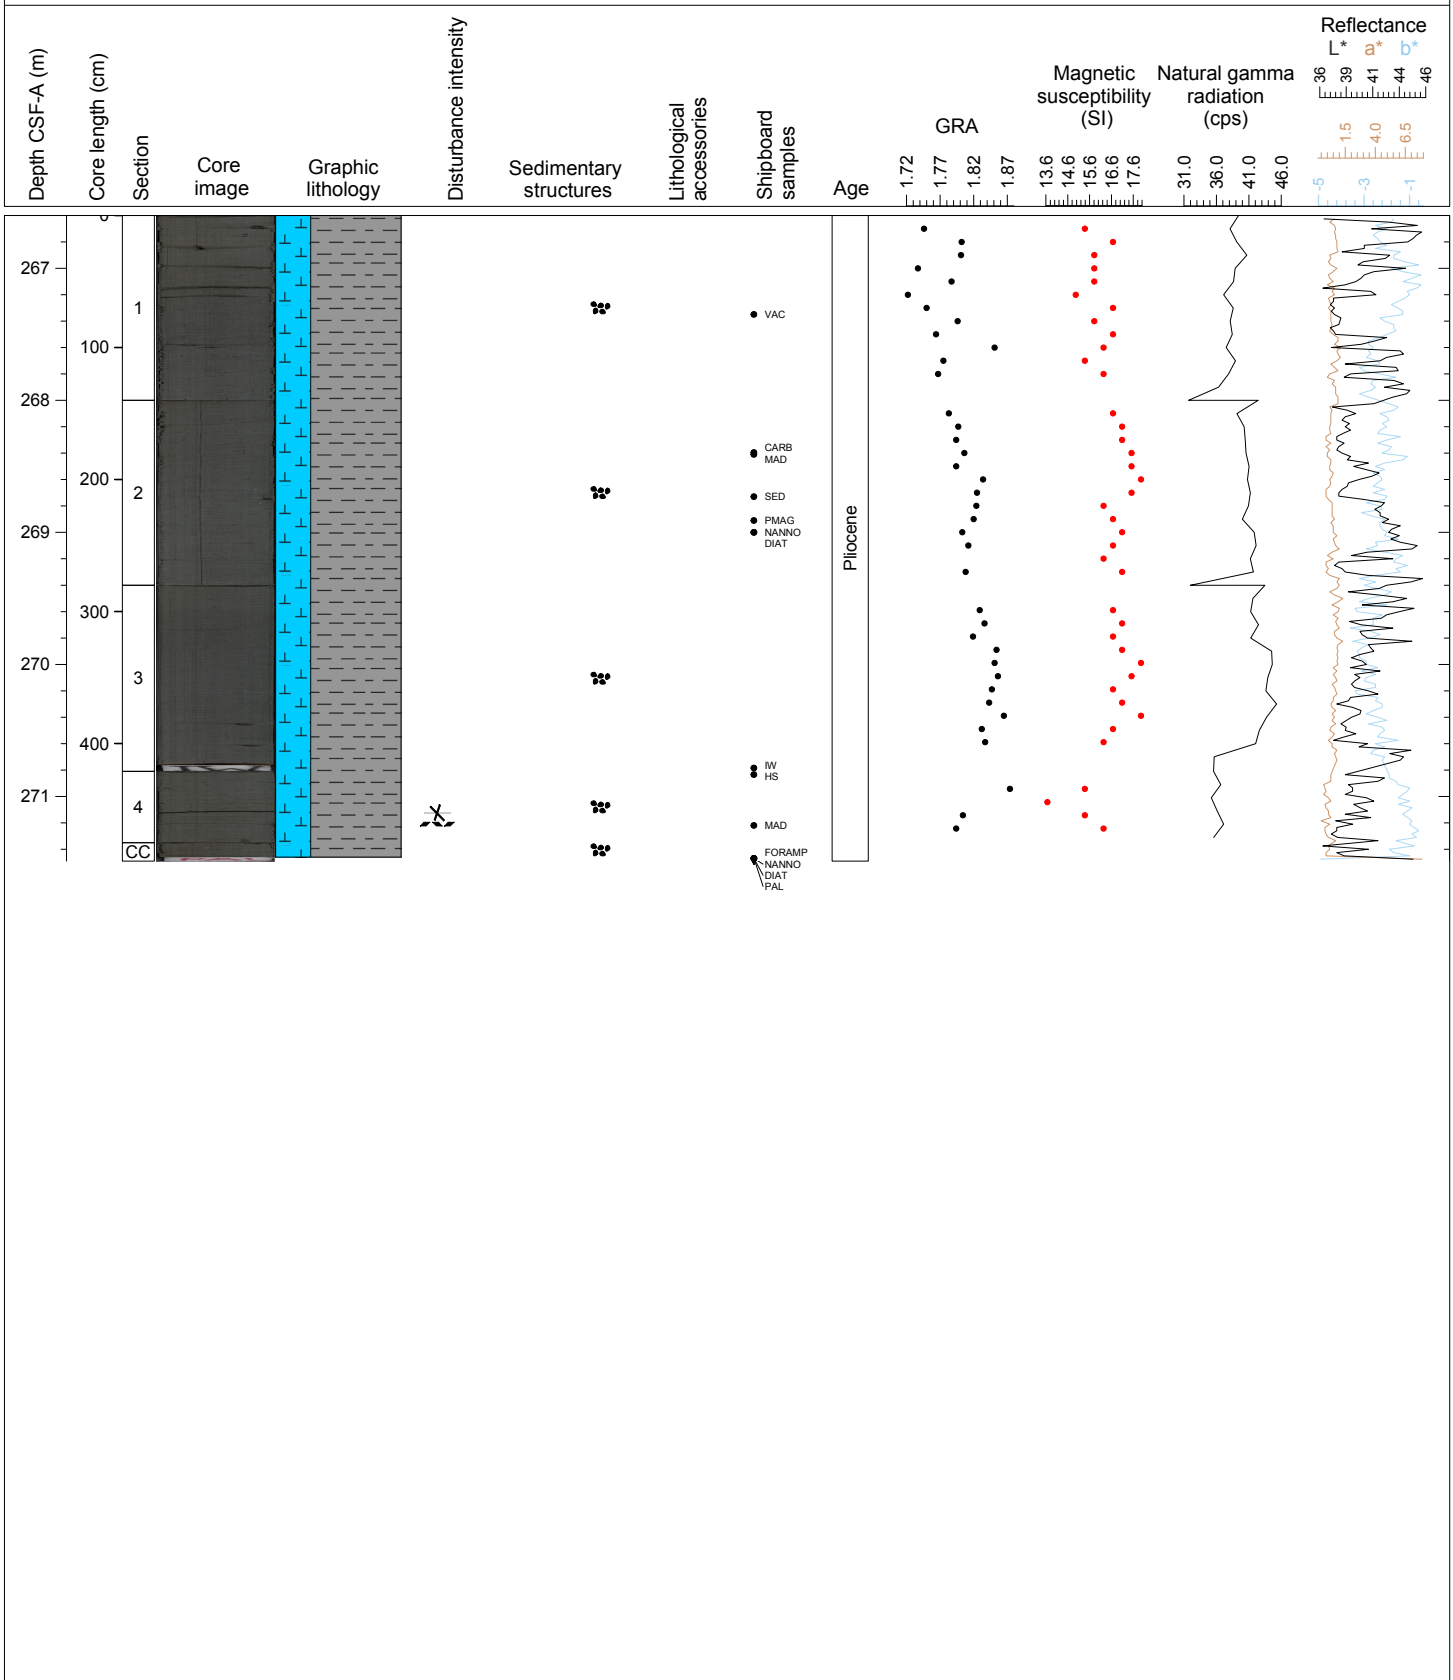 Depth CSF-A (m)
Core length (cm)
Section
Core
image
Graphic
lithology
Disturbance intensity
Sedimentary
structures
Lithological
accessories
Shipboard
samples
Age
GRA
1.72
1.77
1.82
1.87
Magnetic
susceptibility
(SI)
13.6
14.6
15.6
16.6
17.6
Natural gamma
radiation
(cps)
31.0
36.0
41.0
46.0
Reflectance
L* a* b*
36
39
41
44
46
1.5
4.0
6.5
-5
-3
-1
0
267
1
VAC
100
268
CARB
MAD
200
2
SED
PMAG
269
NANNO
DIAT
Pliocene
300
270
3
400
IW
HS
271
4
MAD
CC
FORAMP
NANNO
DIAT
PAL